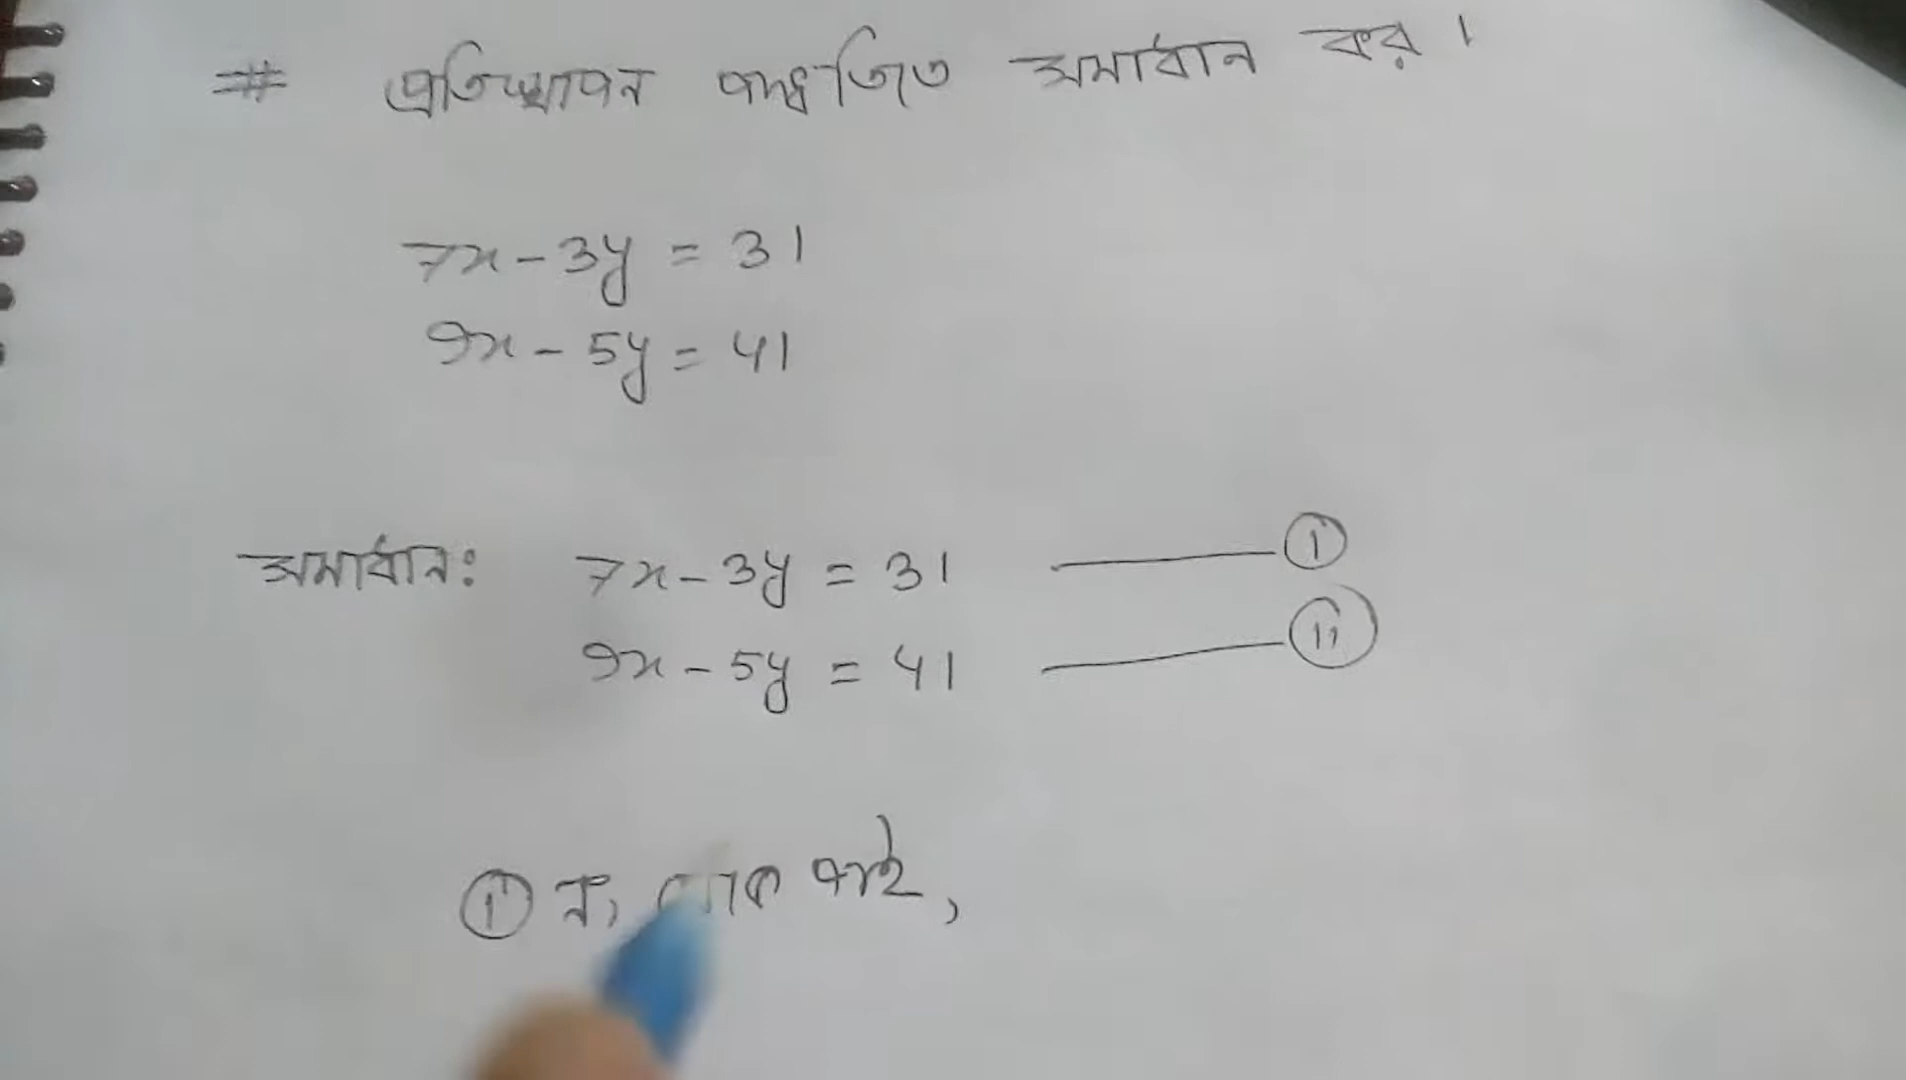 # প্রতিস্থাপন পদ্ধতিতে সমাধান কর।
7x - 3y = 31
9x - 5y = 41
সমাধানঃ 7x - 3y = 31 ——— (i)
9x - 5y = 41 ——— (ii)
(i) নং থেকে পাই,